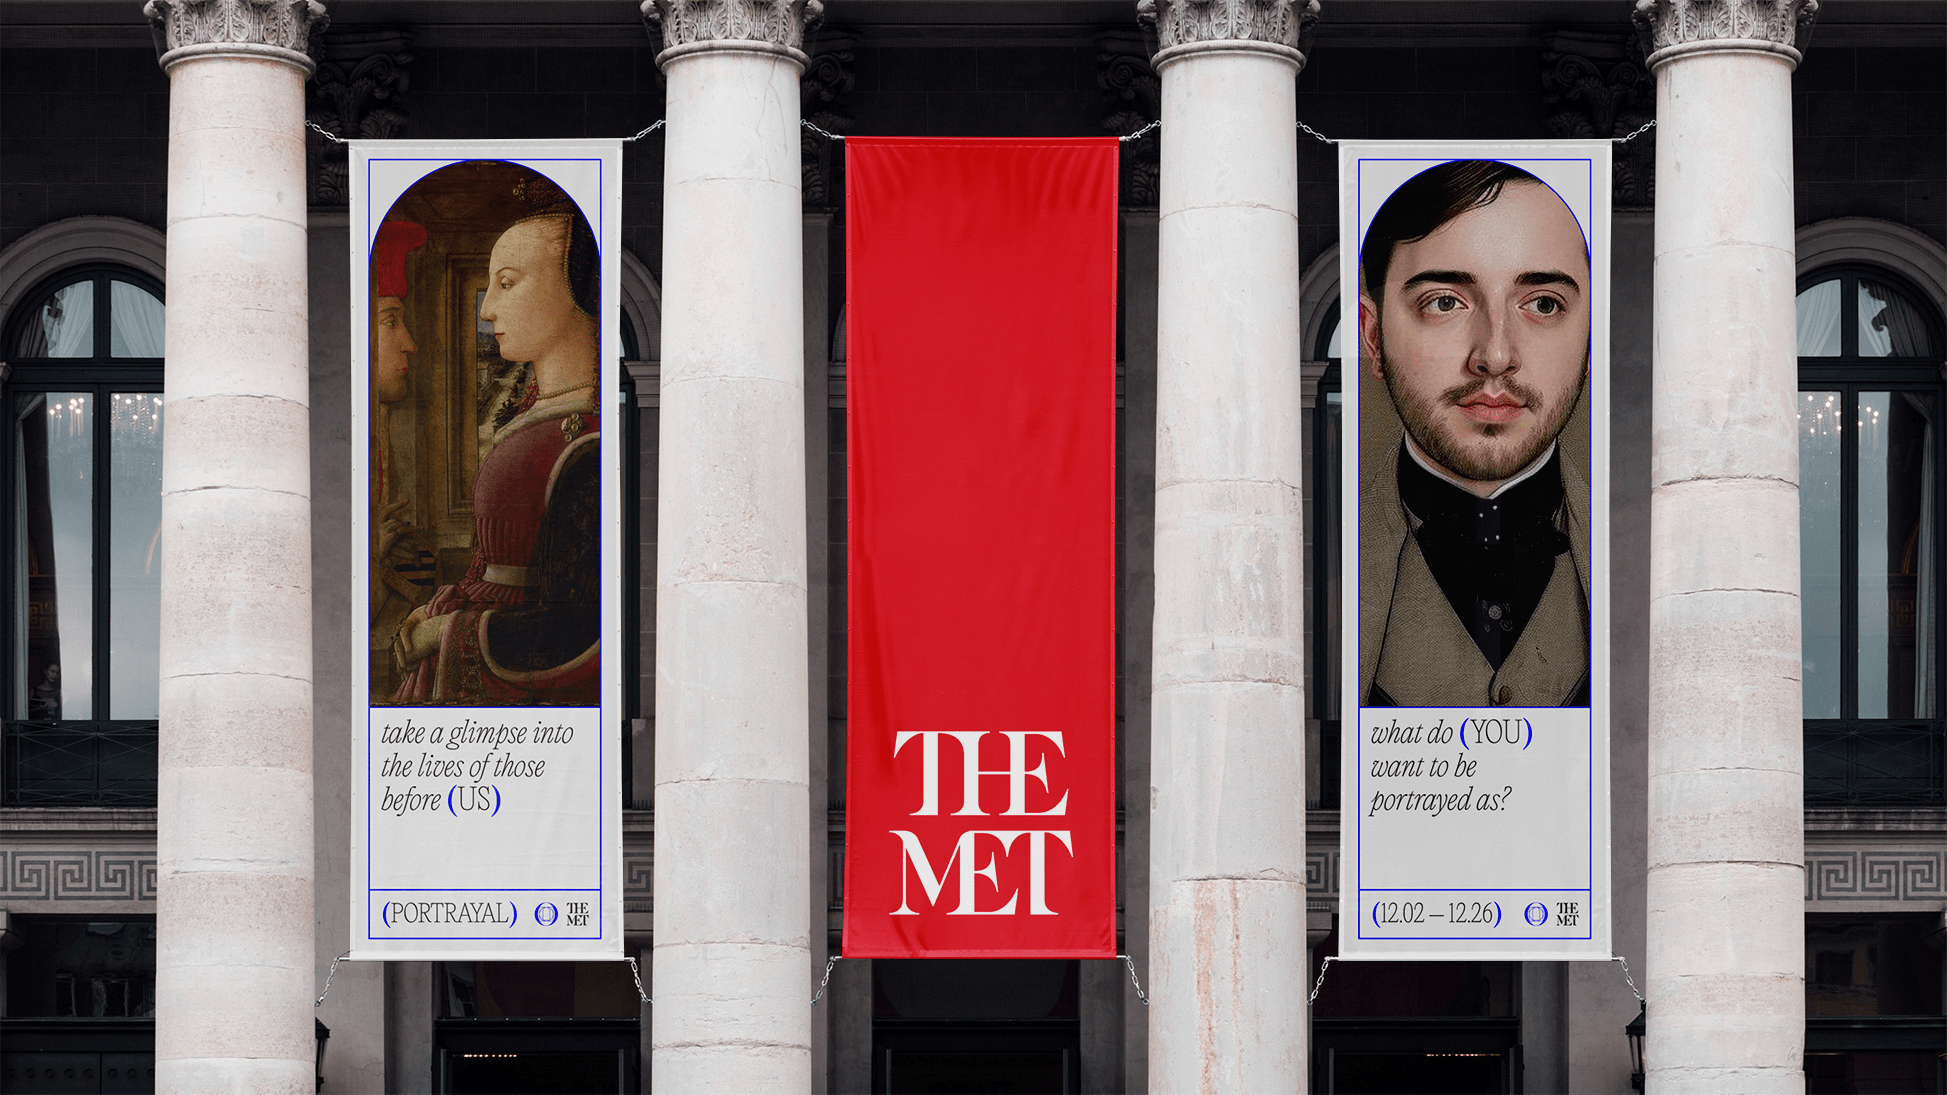 take a glimpse into
the lives of those
before (US)
(PORTRAYAL)
THE
MET
THE
MET
what do (YOU)
want to be
portrayed as?
(12.02 – 12.26)
THE
MET